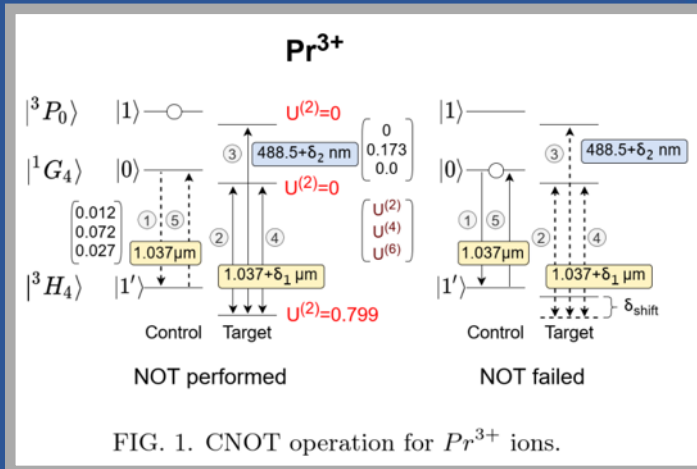 Pr³⁺
|³P₀⟩ |1⟩ U⁽²⁾=0 |1⟩
③ 488.5+δ₂ nm 0 ③ 488.5+δ₂ nm
0.173
0.0
|¹G₄⟩ |0⟩ U⁽²⁾=0 |0⟩
0.012 ① ⑤ ② ④ U⁽²⁾ ① ⑤ ② ④
0.072 U⁽⁴⁾
0.027 U⁽⁶⁾
1.037μm 1.037+δ₁ μm 1.037μm 1.037+δ₁ μm
|³H₄⟩ |1'⟩ U⁽²⁾=0.799 |1'⟩ δshift
Control Target Control Target
NOT performed NOT failed
FIG. 1. CNOT operation for Pr³⁺ ions.